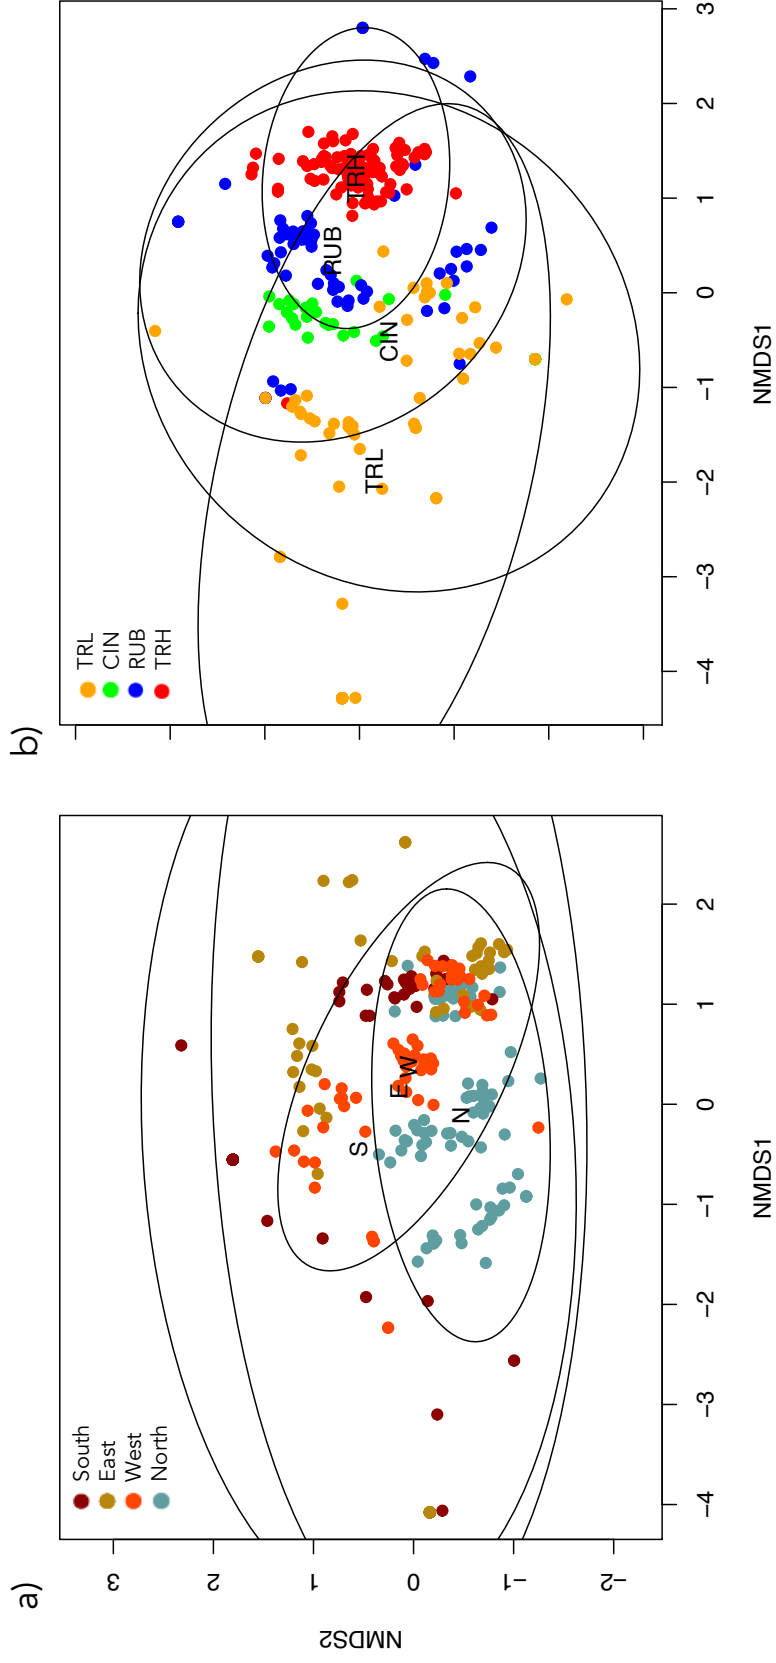 a)
South
East
West
North
S
E
W
N
3
2
1
0
−1
−2
NMDS2
−4
−3
−2
−1
0
1
2
NMDS1
b)
TRL
CIN
RUB
TRH
TRL
CIN
RUB
TRH
−4
−3
−2
−1
0
1
2
3
NMDS1